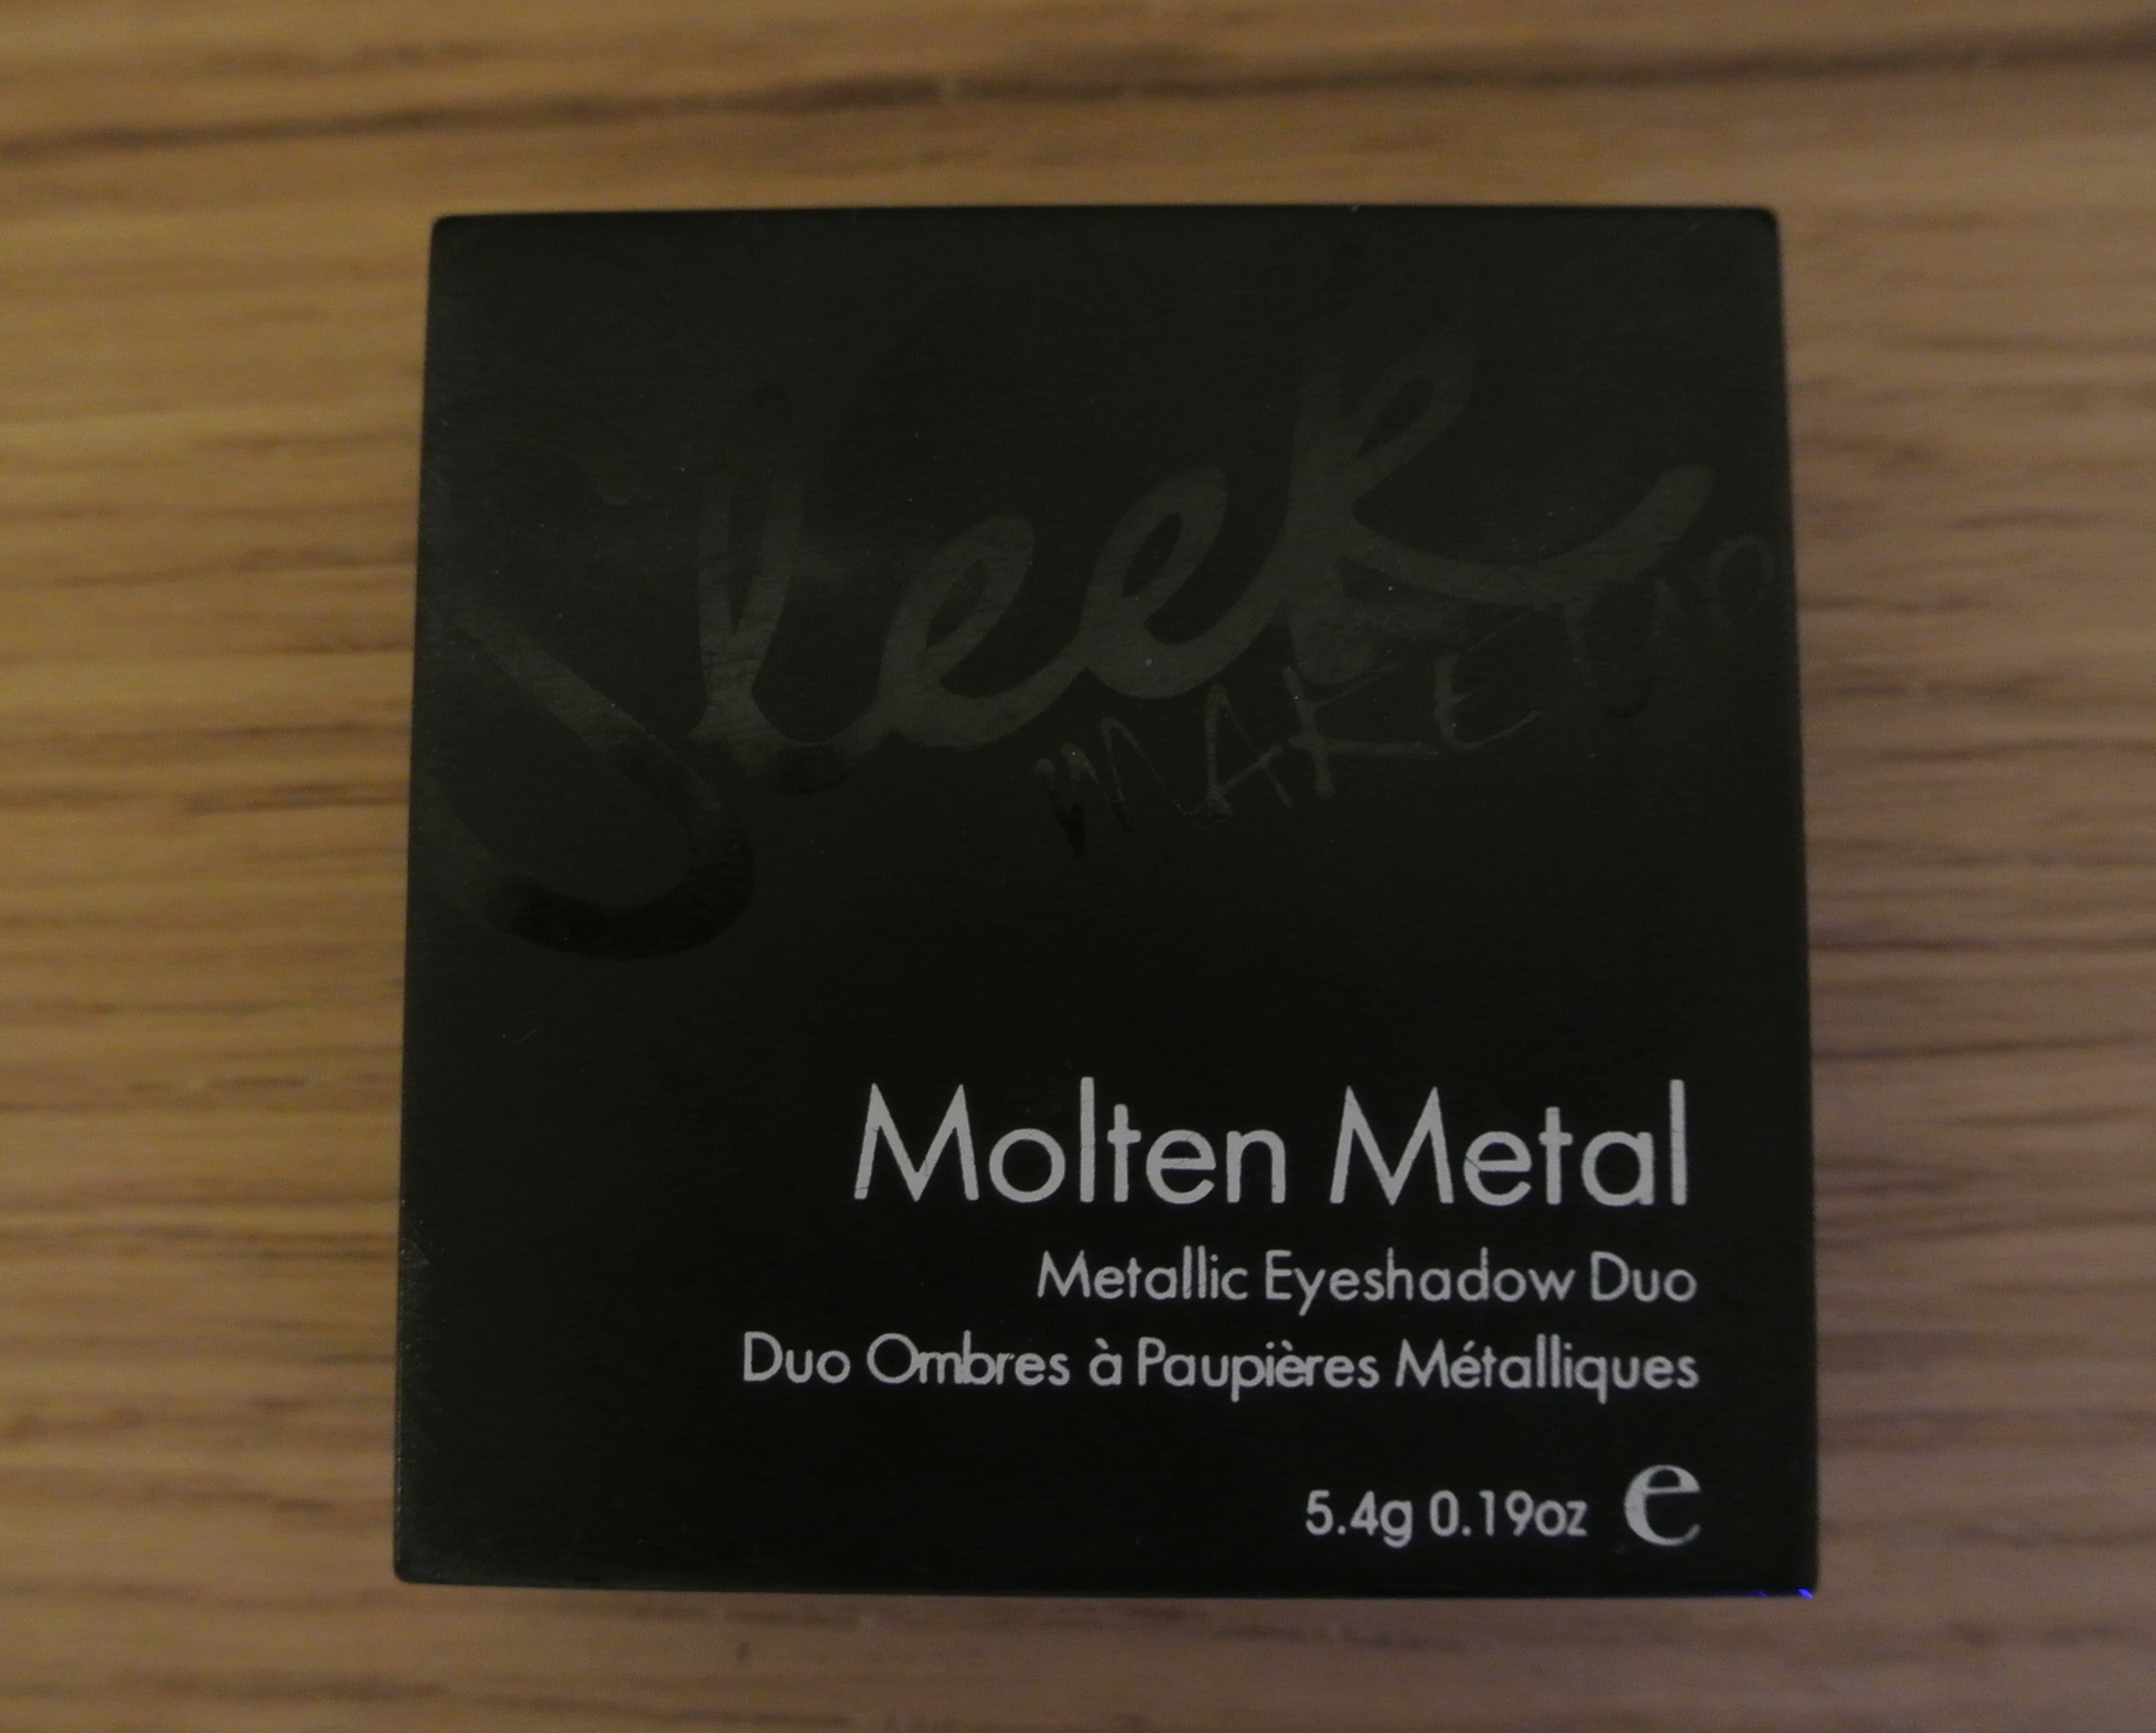 Sleek
MAKEUP
Molten Metal
Metallic Eyeshadow Duo
Duo Ombres à Paupières Métalliques
5.4g 0.19oz e